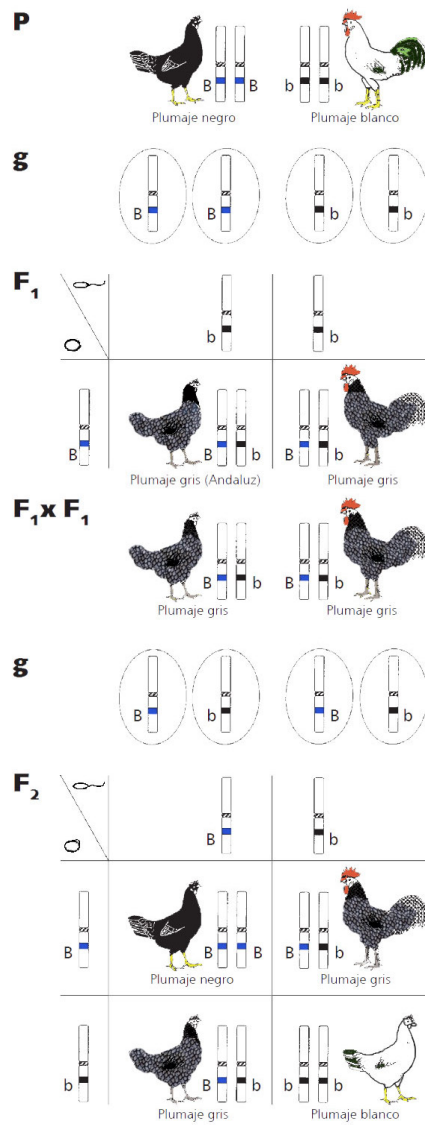 P
B B b b
Plumaje negro Plumaje blanco
g
B B b b
F1
b b
B B b B b
Plumaje gris (Andaluz) Plumaje gris
F1 x F1
B b B b
Plumaje gris Plumaje gris
g
B b B b
F2
B b
B B B B b
Plumaje negro Plumaje gris
b B b b b
Plumaje gris Plumaje blanco